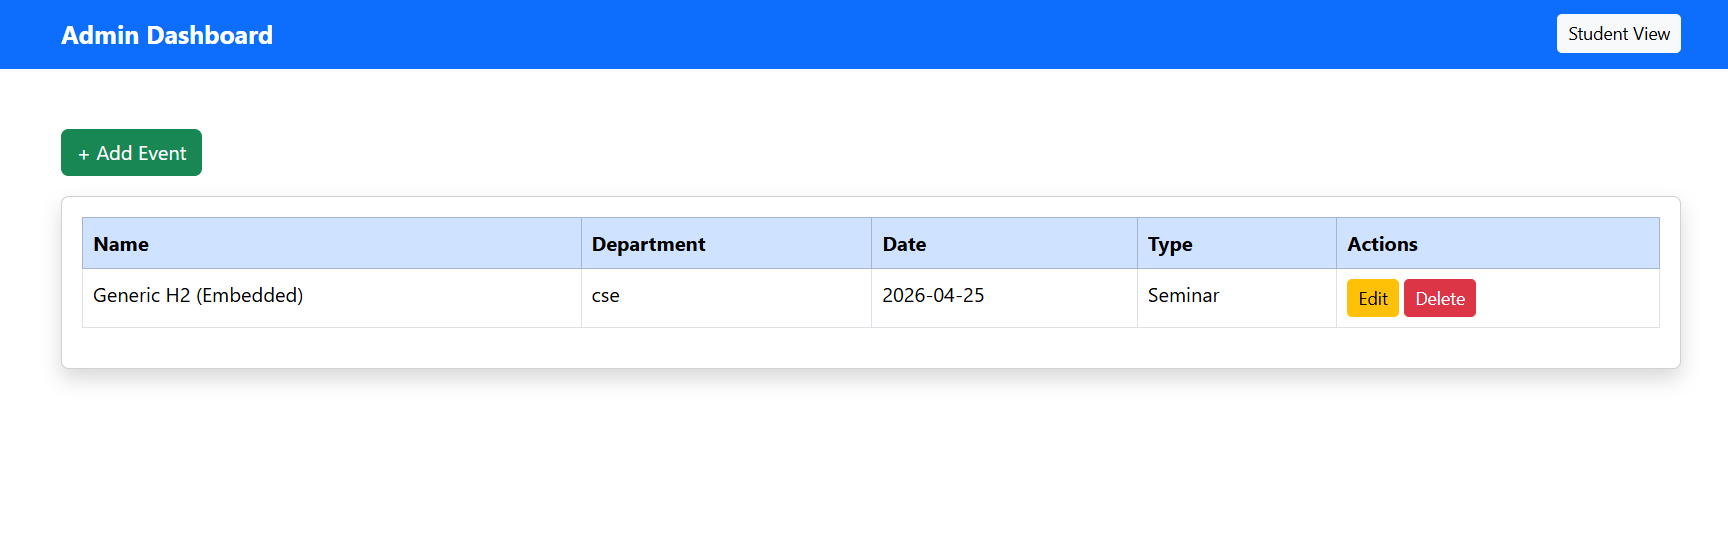 Admin Dashboard
Student View
+ Add Event
Name Department Date Type Actions
Generic H2 (Embedded) cse 2026-04-25 Seminar Edit Delete